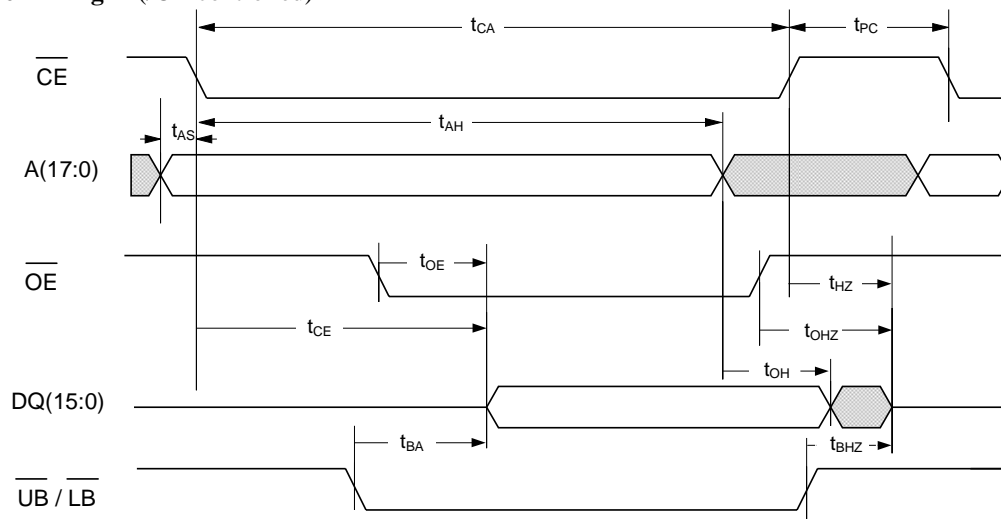 t_CA t_PC
CE
t_AS t_AH
A(17:0)
t_OE
OE t_HZ
t_CE t_OHZ
t_OH
DQ(15:0)
t_BA t_BHZ
UB / LB